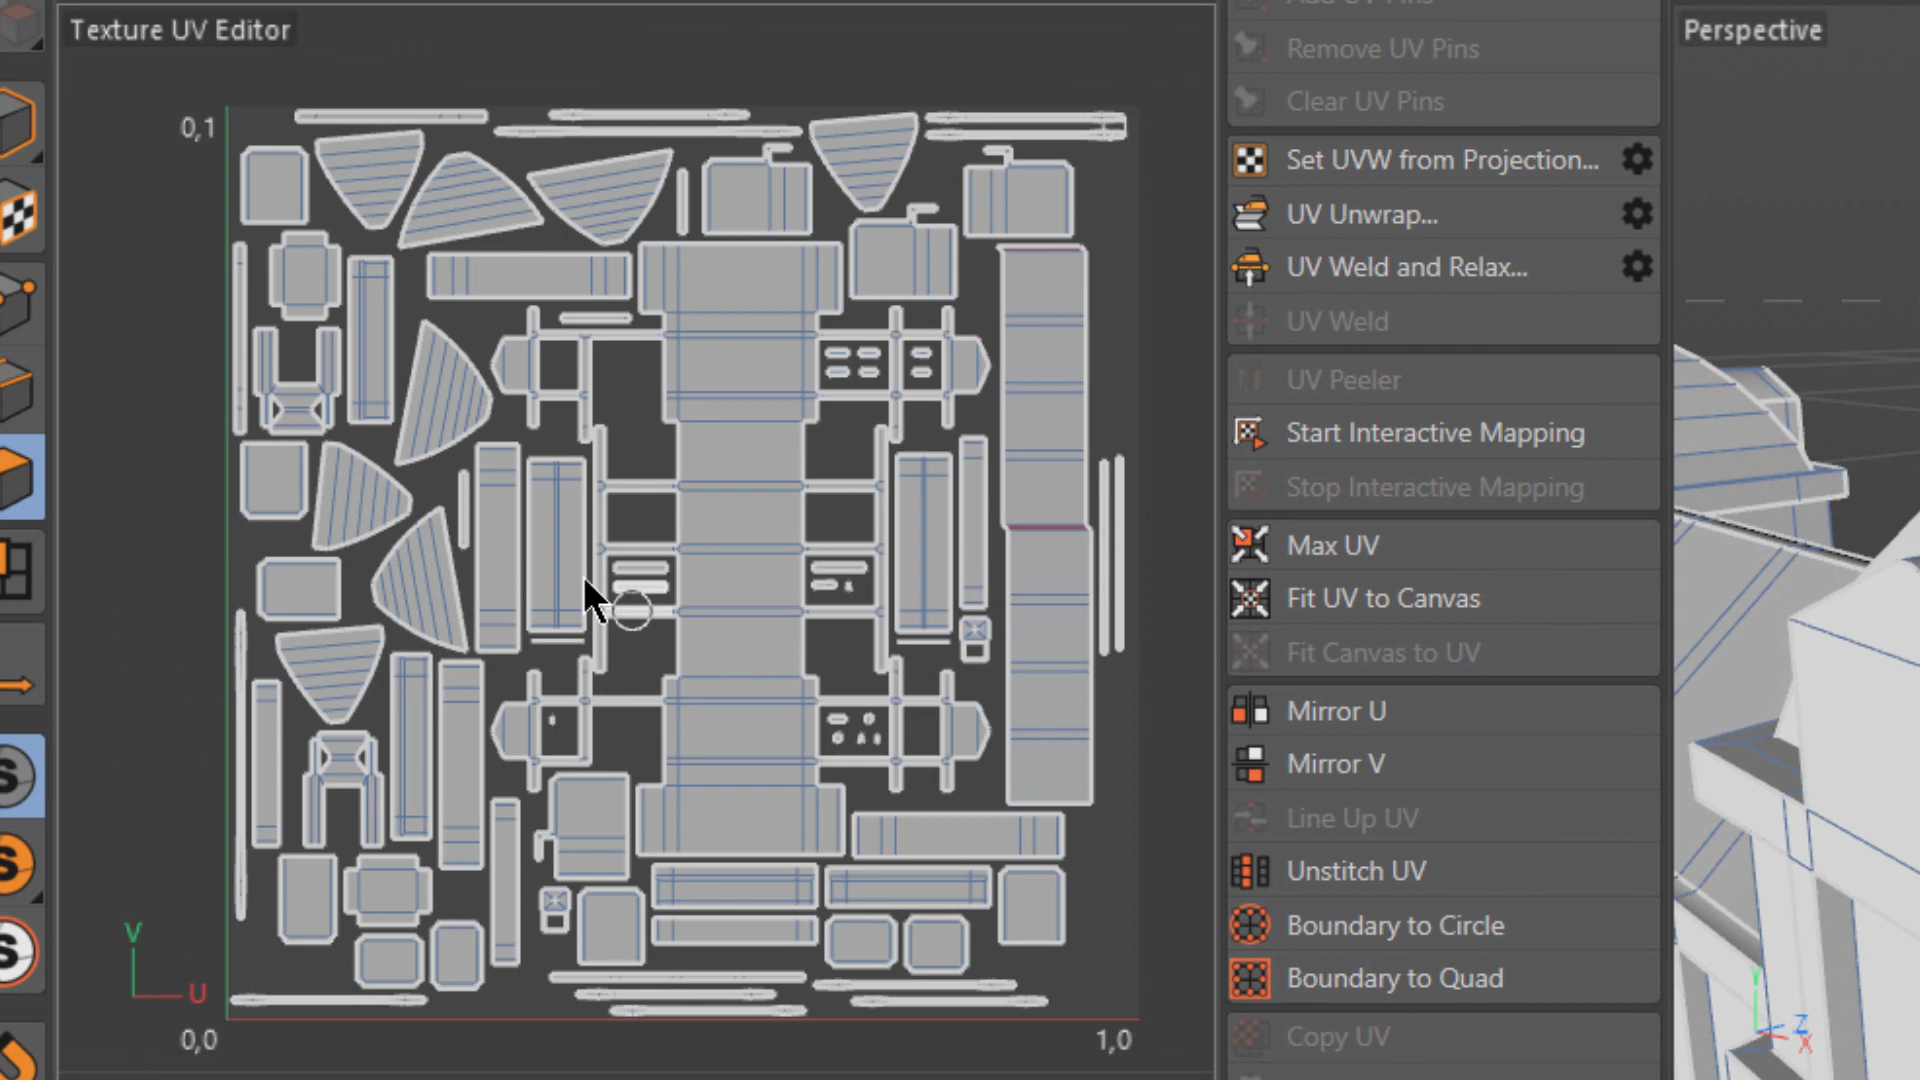 Texture UV Editor
0,1
V
U
0,0
1,0
Add UV Pins
Remove UV Pins
Clear UV Pins
Set UVW from Projection...
UV Unwrap...
UV Weld and Relax...
UV Weld
UV Peeler
Start Interactive Mapping
Stop Interactive Mapping
Max UV
Fit UV to Canvas
Fit Canvas to UV
Mirror U
Mirror V
Line Up UV
Unstitch UV
Boundary to Circle
Boundary to Quad
Copy UV
Perspective
Y
Z
X
S
S
S